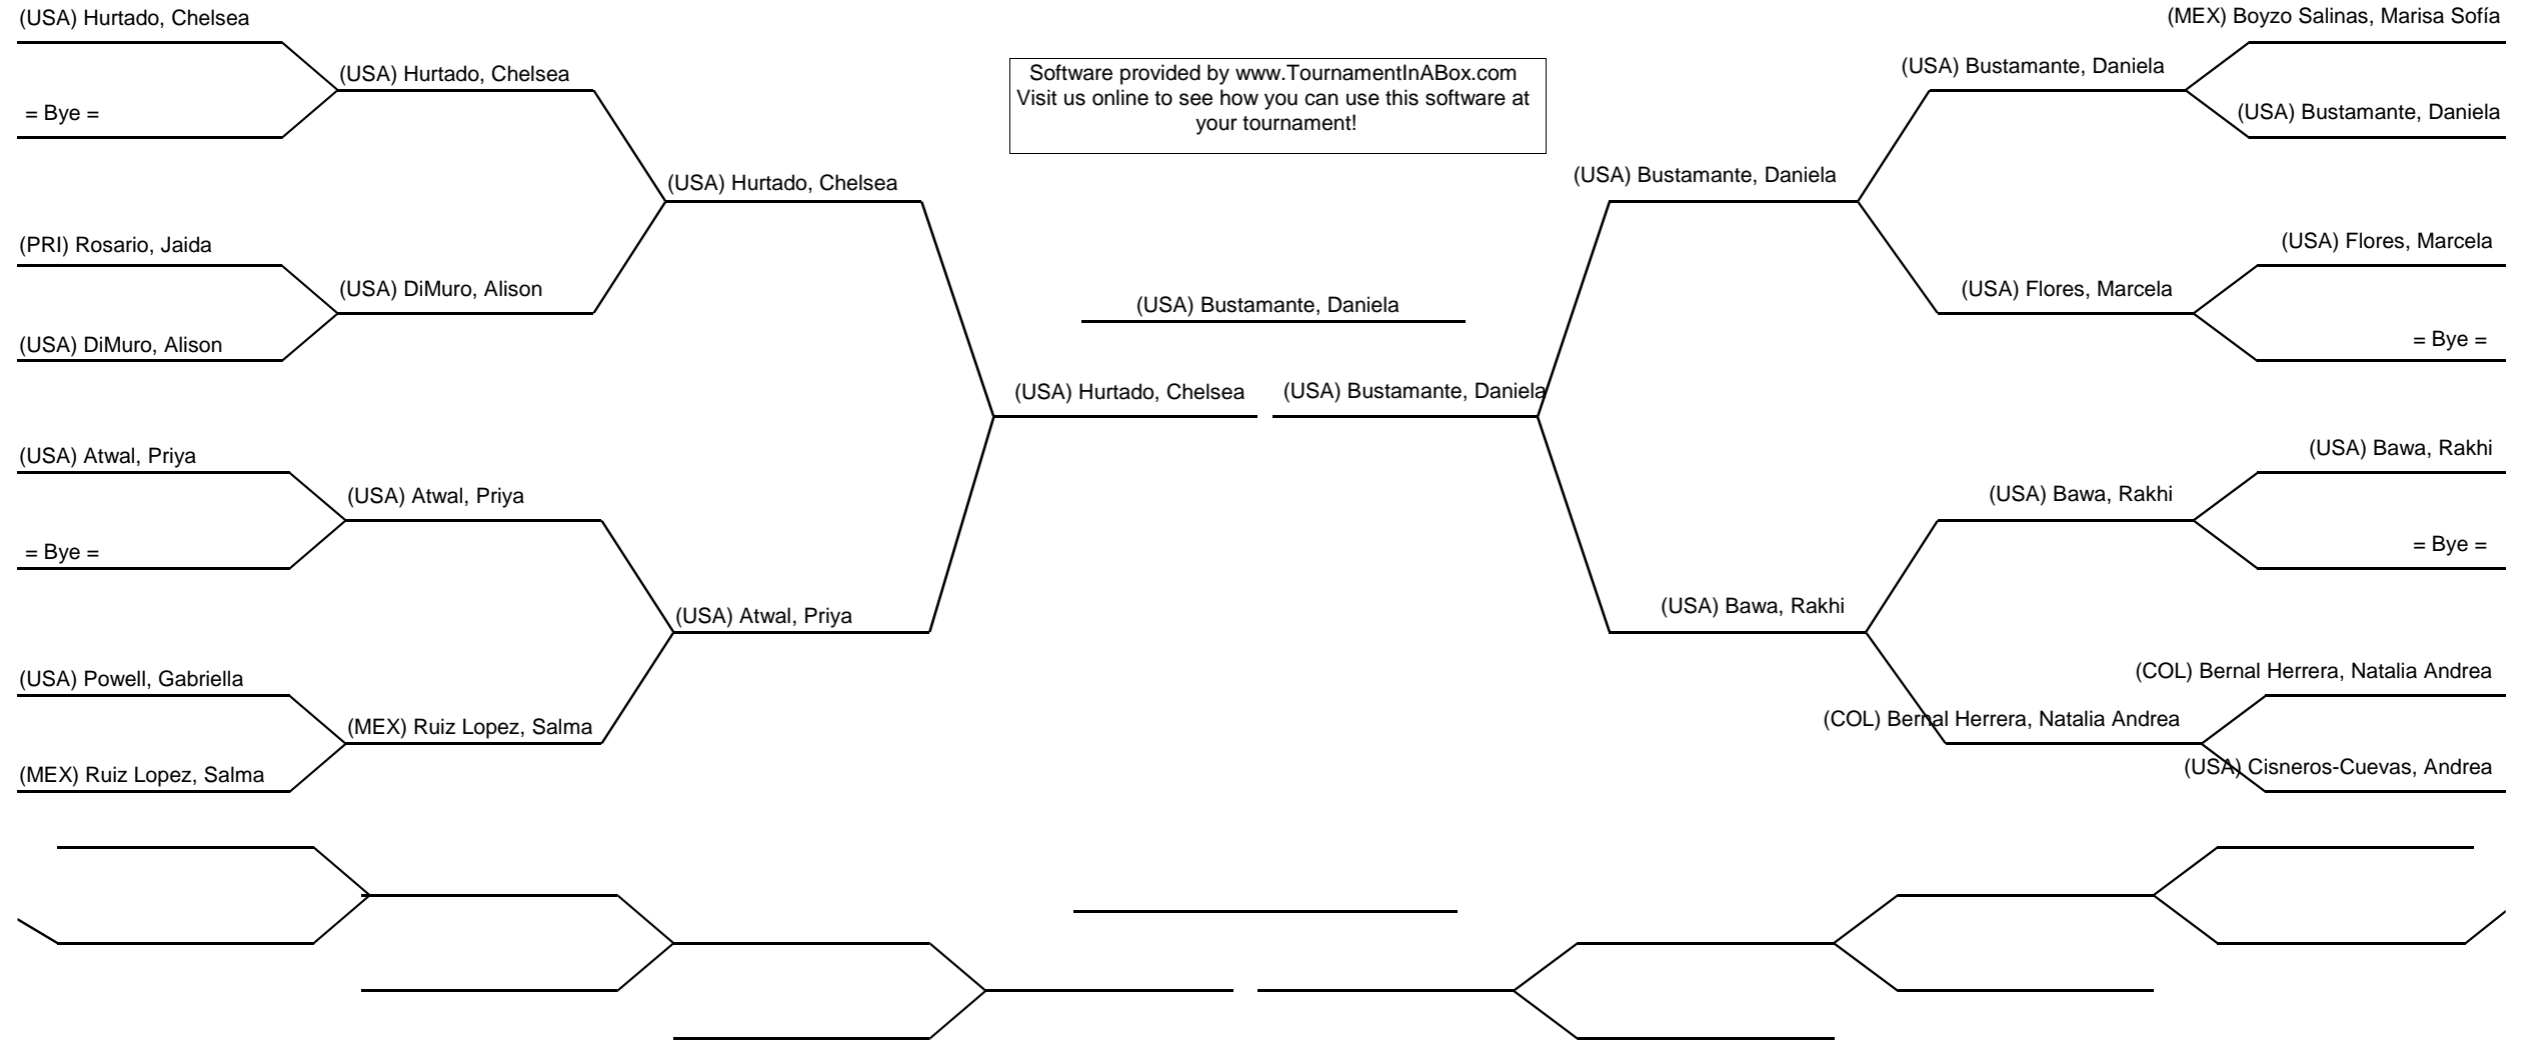 (USA) Hurtado, Chelsea
= Bye =
(PRI) Rosario, Jaida
(USA) DiMuro, Alison
(USA) Atwal, Priya
= Bye =
(USA) Powell, Gabriella
(MEX) Ruiz Lopez, Salma
(USA) Hurtado, Chelsea
(USA) DiMuro, Alison
(USA) Atwal, Priya
(MEX) Ruiz Lopez, Salma
(USA) Hurtado, Chelsea
(USA) Atwal, Priya
Software provided by www.TournamentInABox.com
Visit us online to see how you can use this software at
your tournament!
(USA) Bustamante, Daniela
(USA) Hurtado, Chelsea
(USA) Bustamante, Daniela
(USA) Bustamante, Daniela
(USA) Bawa, Rakhi
(USA) Bustamante, Daniela
(USA) Flores, Marcela
(USA) Bawa, Rakhi
(COL) Bernal Herrera, Natalia Andrea
(MEX) Boyzo Salinas, Marisa Sofía
(USA) Bustamante, Daniela
(USA) Flores, Marcela
= Bye =
(USA) Bawa, Rakhi
= Bye =
(COL) Bernal Herrera, Natalia Andrea
(USA) Cisneros-Cuevas, Andrea